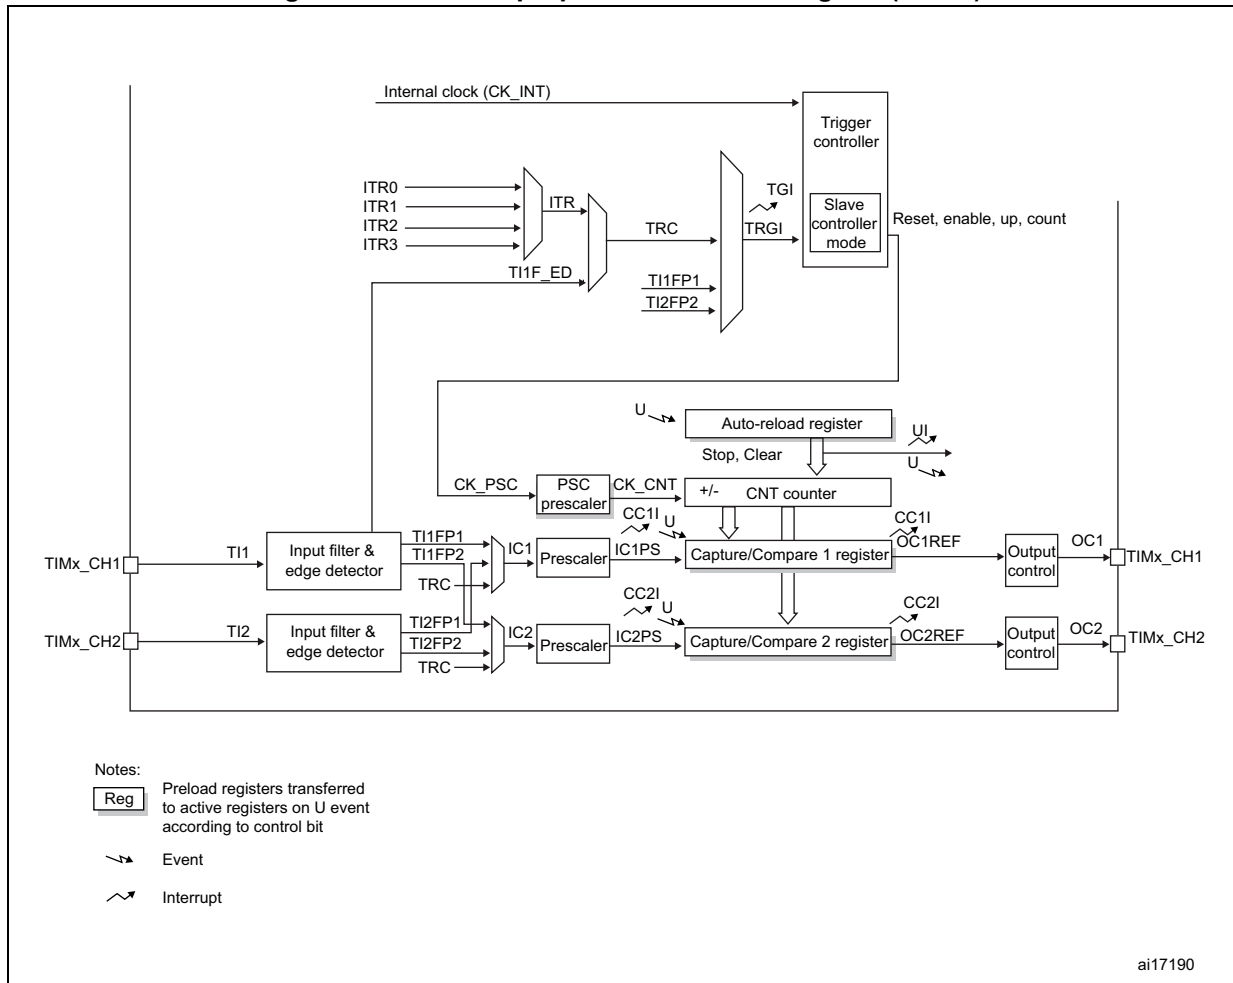 Internal clock (CK_INT)
Trigger
controller
ITR0
ITR1
ITR2
ITR3
ITR
TI1F_ED
TRC
TI1FP1
TI2FP2
TGI
TRGI
Slave
controller
mode
Reset, enable, up, count
U
Auto-reload register
Stop, Clear
UI
U
CK_PSC
PSC
prescaler
CK_CNT
+/-
CNT counter
TIMx_CH1
TI1
Input filter &
edge detector
TI1FP1
TI1FP2
TRC
IC1
Prescaler
IC1PS
CC1I
U
Capture/Compare 1 register
CC1I
OC1REF
Output
control
OC1
TIMx_CH1
TIMx_CH2
TI2
Input filter &
edge detector
TI2FP1
TI2FP2
TRC
IC2
Prescaler
IC2PS
CC2I
U
Capture/Compare 2 register
CC2I
OC2REF
Output
control
OC2
TIMx_CH2
Notes:
Reg
Preload registers transferred
to active registers on U event
according to control bit
Event
Interrupt
ai17190